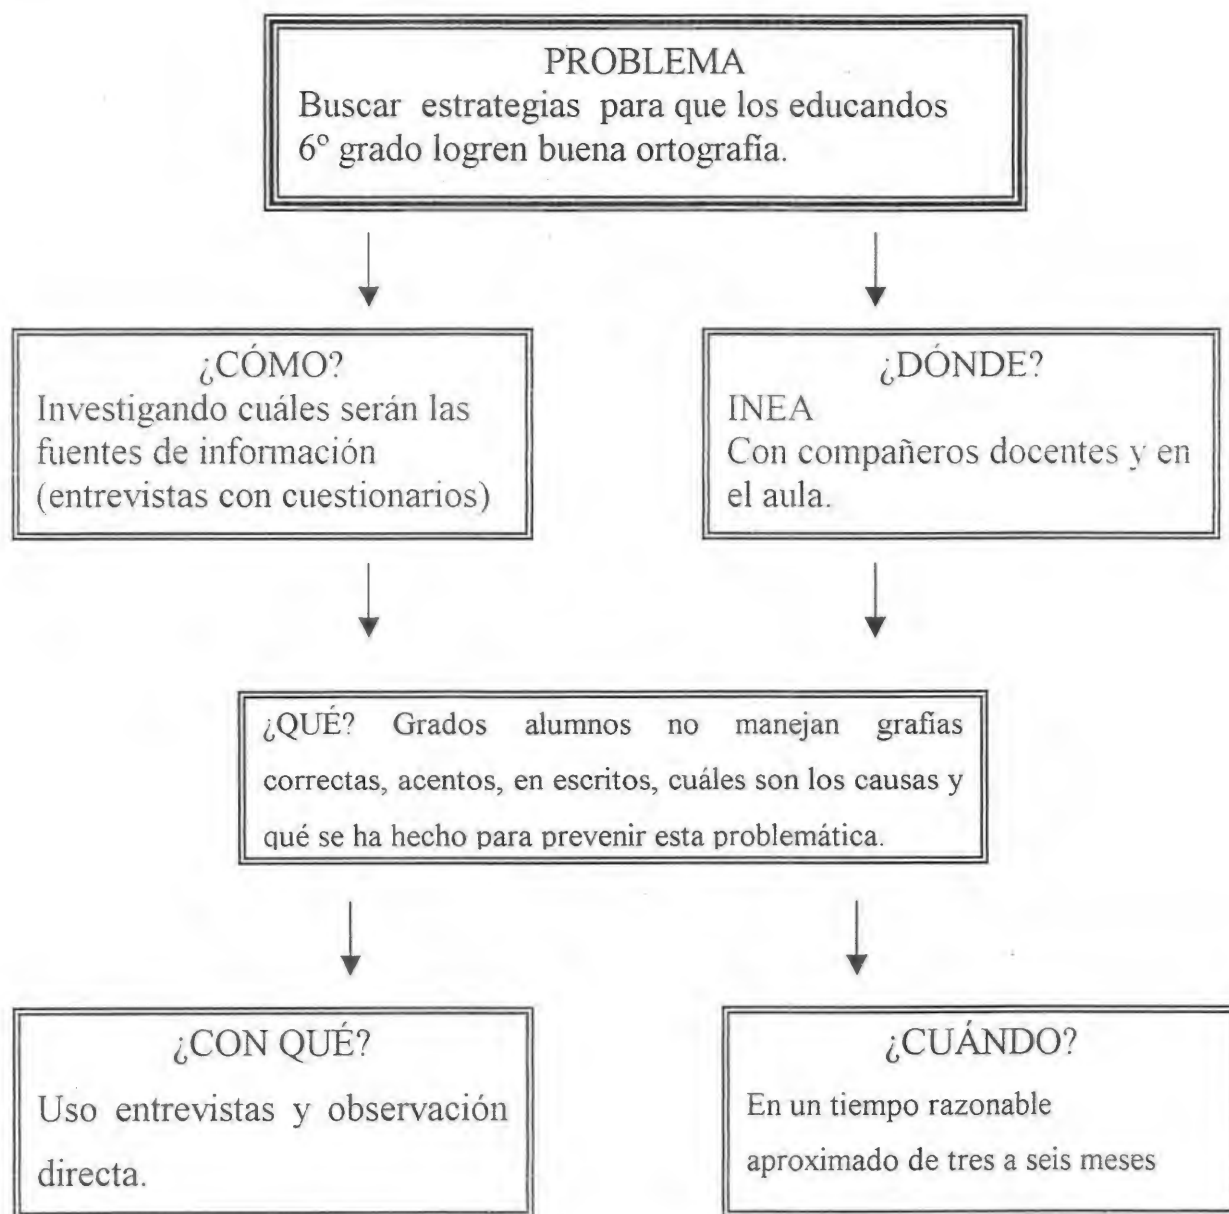 PROBLEMA
Buscar estrategias para que los educandos
6º grado logren buena ortografía.
¿CÓMO?
Investigando cuáles serán las
fuentes de información
(entrevistas con cuestionarios)
¿DÓNDE?
INEA
Con compañeros docentes y en
el aula.
¿QUÉ? Grados alumnos no manejan grafías
correctas, acentos, en escritos, cuáles son los causas y
qué se ha hecho para prevenir esta problemática.
¿CON QUÉ?
Uso entrevistas y observación
directa.
¿CUÁNDO?
En un tiempo razonable
aproximado de tres a seis meses